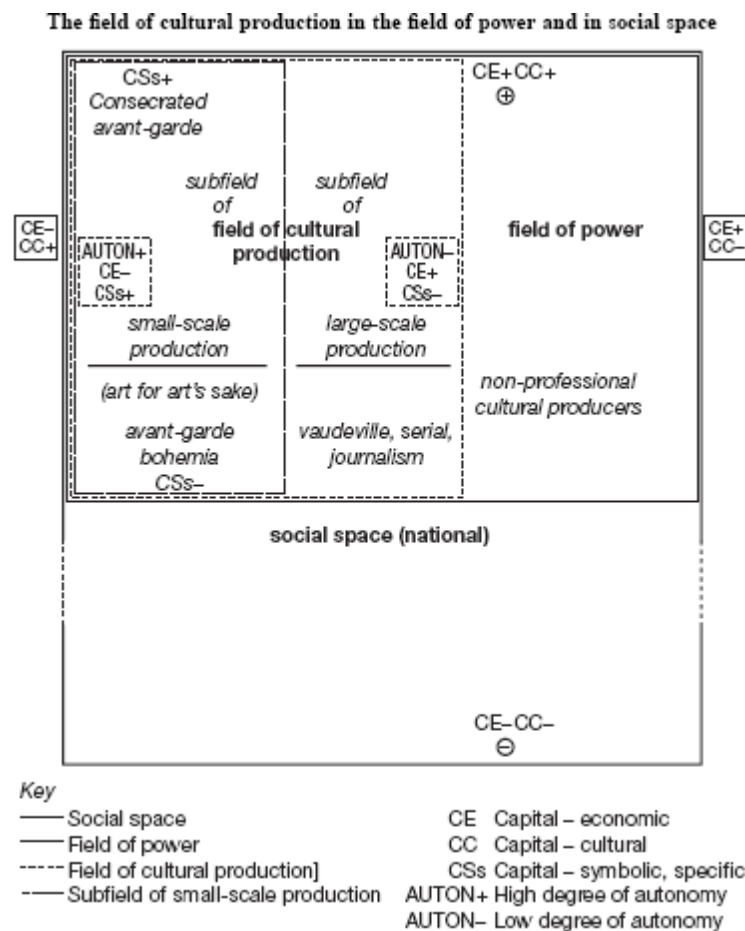 The field of cultural production in the field of power and in social space
CSs+
Consecrated
avant-garde
CE+CC+
⊕
subfield
of
subfield
of
field of cultural
production
field of power
CE–
CC+
CE+
CC–
AUTON+
CE–
CSs+
AUTON–
CE+
CSs–
small-scale
production
large-scale
production
(art for art's sake)
avant-garde
bohemia
CSs–
vaudeville, serial,
journalism
non-professional
cultural producers
social space (national)
CE–CC–
⊖
Key
Social space
Field of power
Field of cultural production]
Subfield of small-scale production
CE Capital – economic
CC Capital – cultural
CSs Capital – symbolic, specific
AUTON+ High degree of autonomy
AUTON– Low degree of autonomy